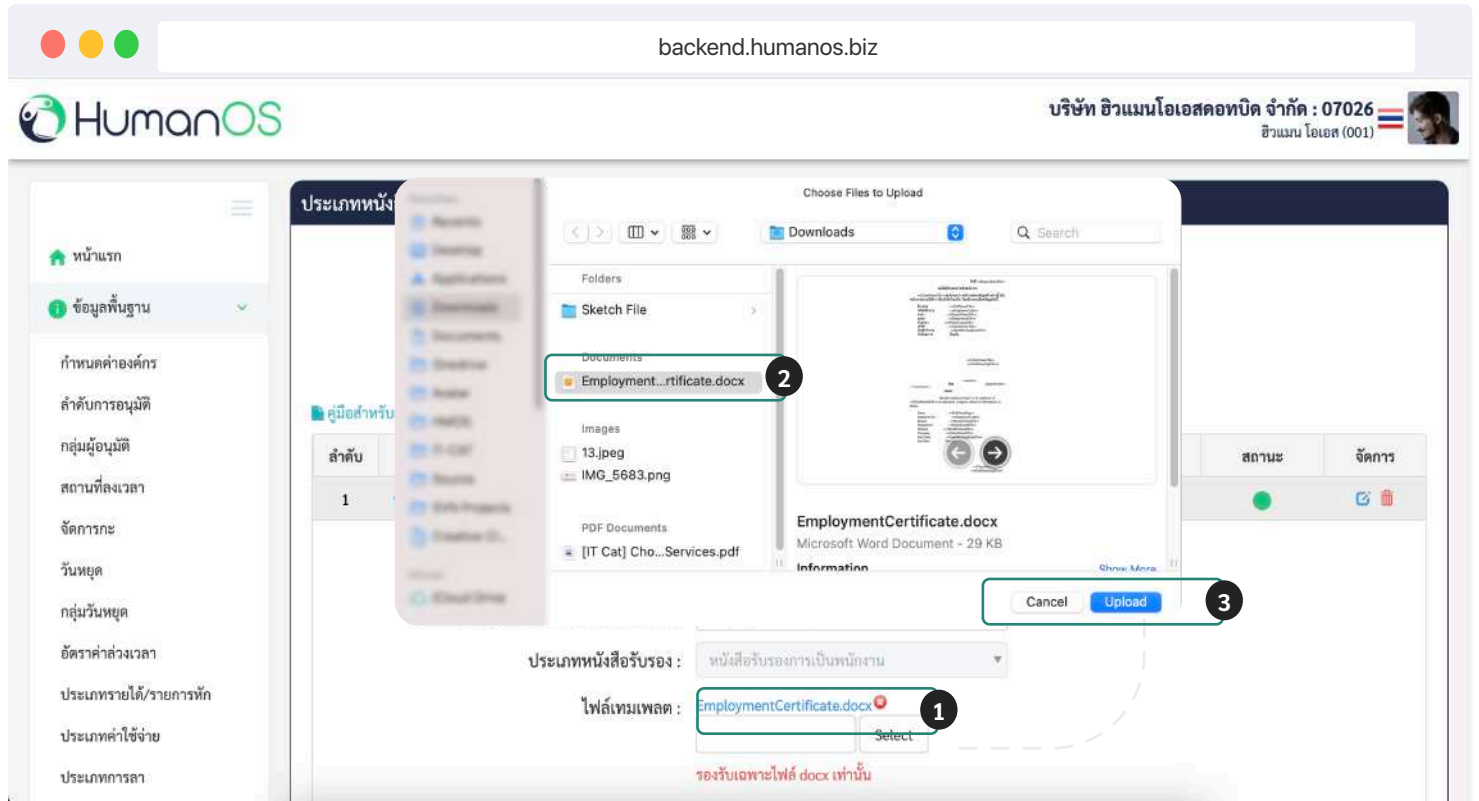 backend.humanos.biz
HumanOS
บริษัท ฮิวแมนโอเอสดอทบิด จำกัด : 07026
ฮิวแมน โอเอส (001)
ประเภทหนัง
หน้าแรก
ข้อมูลพื้นฐาน
กำหนดค่าองค์กร
ลำดับการอนุมัติ
กลุ่มผู้อนุมัติ
สถานที่ลงเวลา
จัดการกะ
วันหยุด
กลุ่มวันหยุด
อัตราค่าล่วงเวลา
ประเภทรายได้/รายการหัก
ประเภทค่าใช้จ่าย
ประเภทการลา
Choose Files to Upload
Downloads
Search
Folders
Sketch File
Documents
Employment...rtificate.docx
2
Images
13.jpeg
IMG_5683.png
PDF Documents
[IT Cat] Cho...Services.pdf
EmploymentCertificate.docx
Microsoft Word Document - 29 KB
Information
Show More
Cancel
Upload
3
คู่มือสำหรับ
ลำดับ
สถานะ
จัดการ
1
ประเภทหนังสือรับรอง :
หนังสือรับรองการเป็นพนักงาน
ไฟล์เทมเพลต :
EmploymentCertificate.docx
1
Select
รองรับเฉพาะไฟล์ docx เท่านั้น